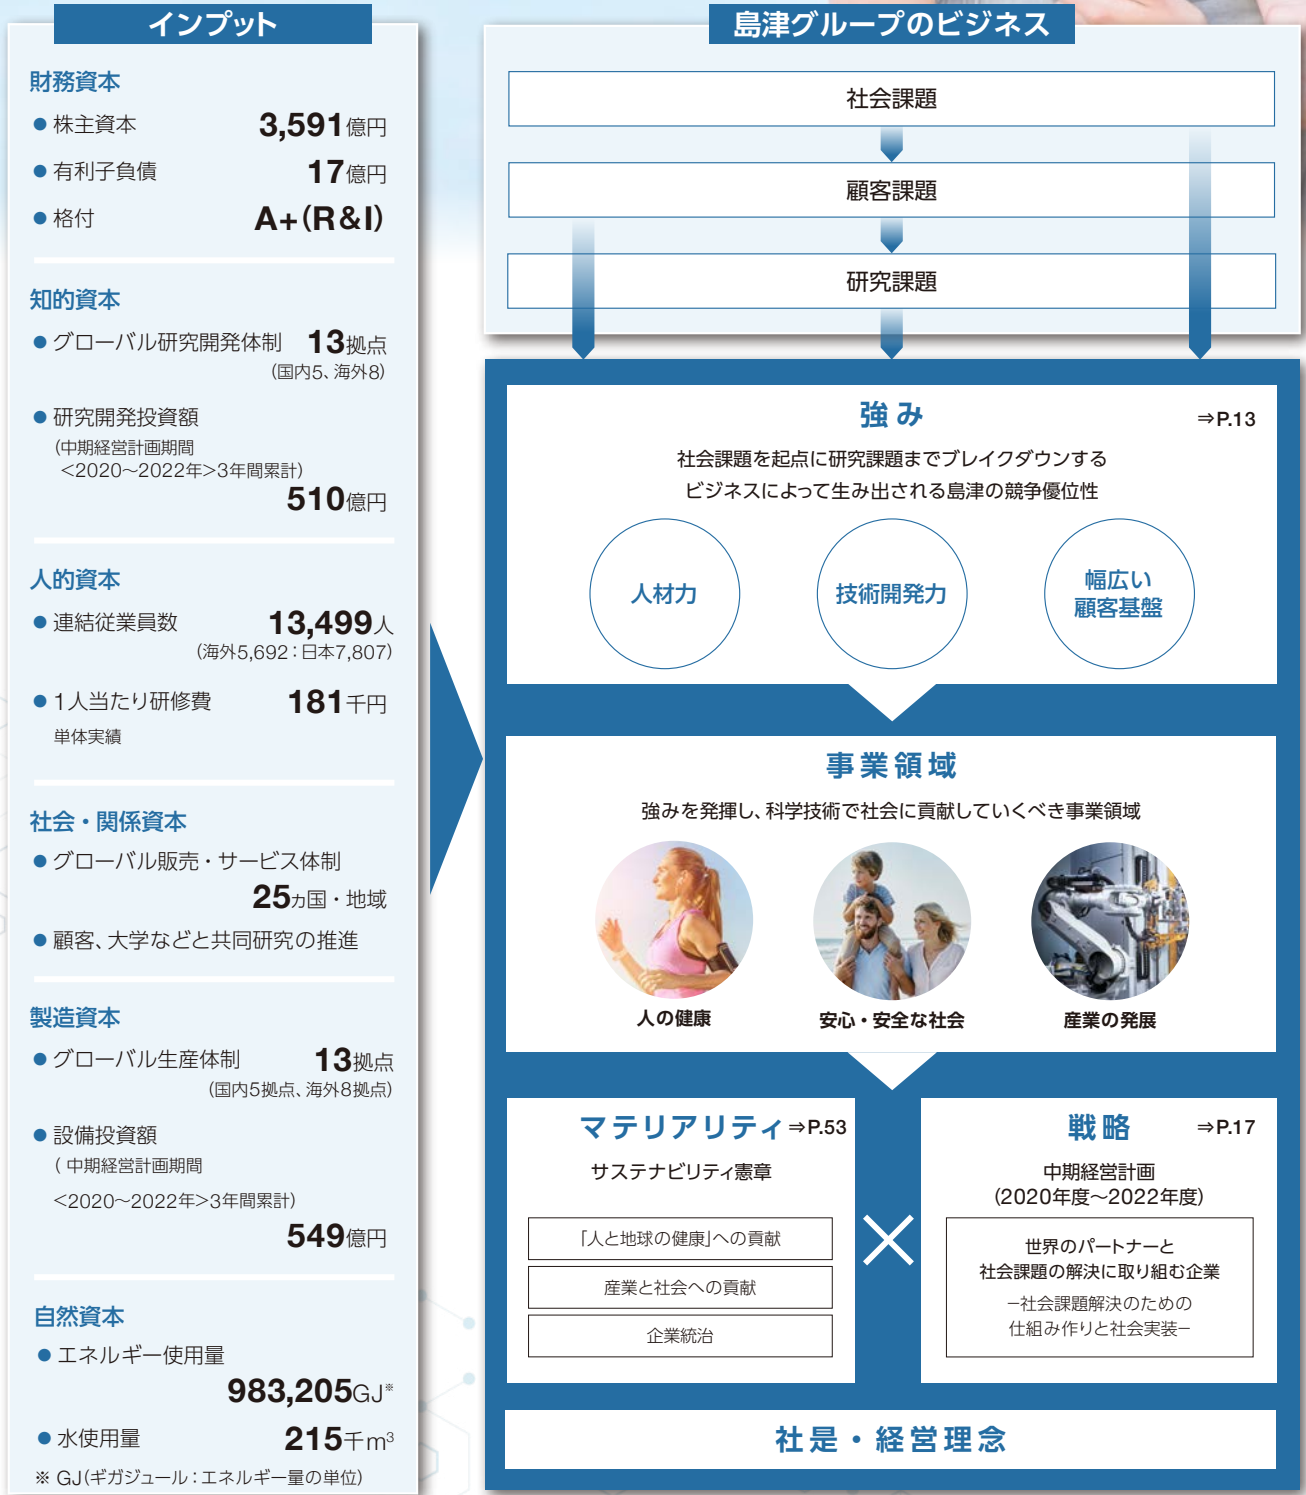 インプット
財務資本
● 株主資本 3,591億円
● 有利子負債 17億円
● 格付 A+(R&I)
知的資本
● グローバル研究開発体制 13拠点
(国内5、海外8)
● 研究開発投資額
(中期経営計画期間
<2020～2022年>3年間累計)
510億円
人的資本
● 連結従業員数 13,499人
(海外5,692：日本7,807)
● 1人当たり研修費 181千円
単体実績
社会・関係資本
● グローバル販売・サービス体制
25ヵ国・地域
● 顧客、大学などと共同研究の推進
製造資本
● グローバル生産体制 13拠点
(国内5拠点、海外8拠点)
● 設備投資額
( 中期経営計画期間
<2020～2022年>3年間累計)
549億円
自然資本
● エネルギー使用量
983,205GJ※
● 水使用量 215千m³
※ GJ(ギガジュール：エネルギー量の単位)
島津グループのビジネス
社会課題
顧客課題
研究課題
強み ⇒P.13
社会課題を起点に研究課題までブレイクダウンする
ビジネスによって生み出される島津の競争優位性
人材力
技術開発力
幅広い
顧客基盤
事業領域
強みを発揮し、科学技術で社会に貢献していくべき事業領域
人の健康
安心・安全な社会
産業の発展
マテリアリティ⇒P.53
サステナビリティ憲章
「人と地球の健康」への貢献
産業と社会への貢献
企業統治
戦略 ⇒P.17
中期経営計画
(2020年度～2022年度)
世界のパートナーと
社会課題の解決に取り組む企業
−社会課題解決のための
仕組み作りと社会実装−
社是・経営理念